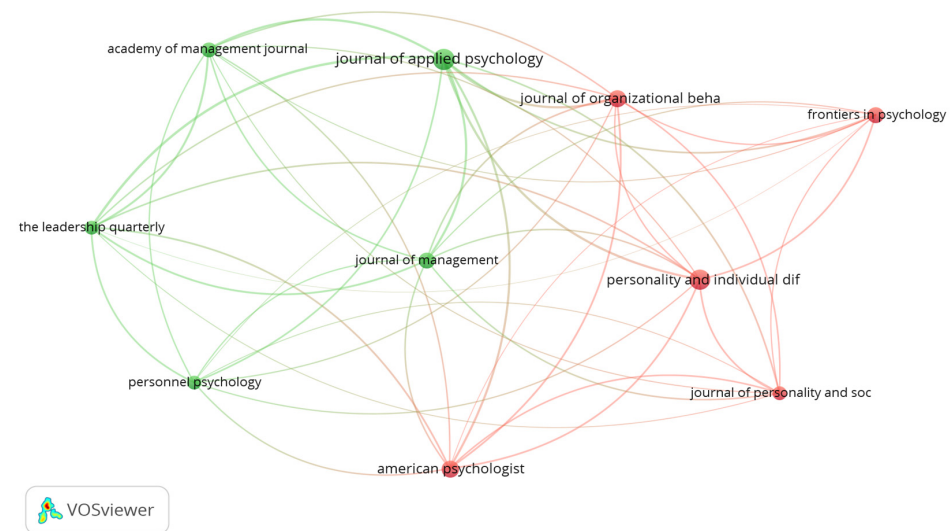 academy of management journal
journal of applied psychology
journal of organizational beha
frontiers in psychology
the leadership quarterly
journal of management
personality and individual dif
personnel psychology
journal of personality and soc
american psychologist
VOSviewer